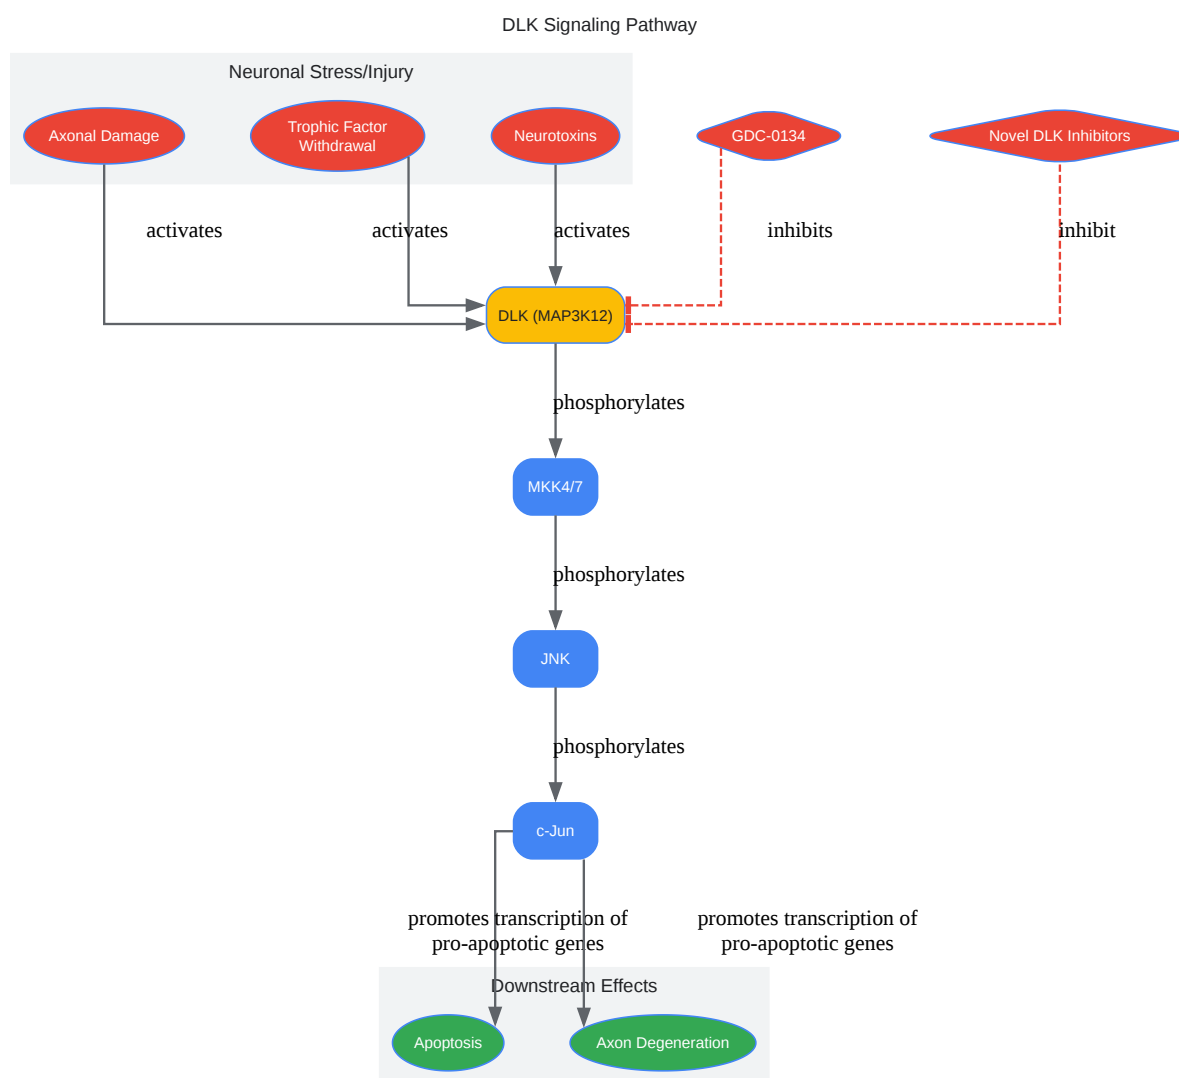 DLK Signaling Pathway
Neuronal Stress/Injury
Axonal Damage
Trophic Factor
Withdrawal
Neurotoxins
GDC-0134
Novel DLK Inhibitors
activates
activates
activates
inhibits
inhibit
DLK (MAP3K12)
phosphorylates
MKK4/7
phosphorylates
JNK
phosphorylates
c-Jun
promotes transcription of
pro-apoptotic genes
promotes transcription of
pro-apoptotic genes
Downstream Effects
Apoptosis
Axon Degeneration